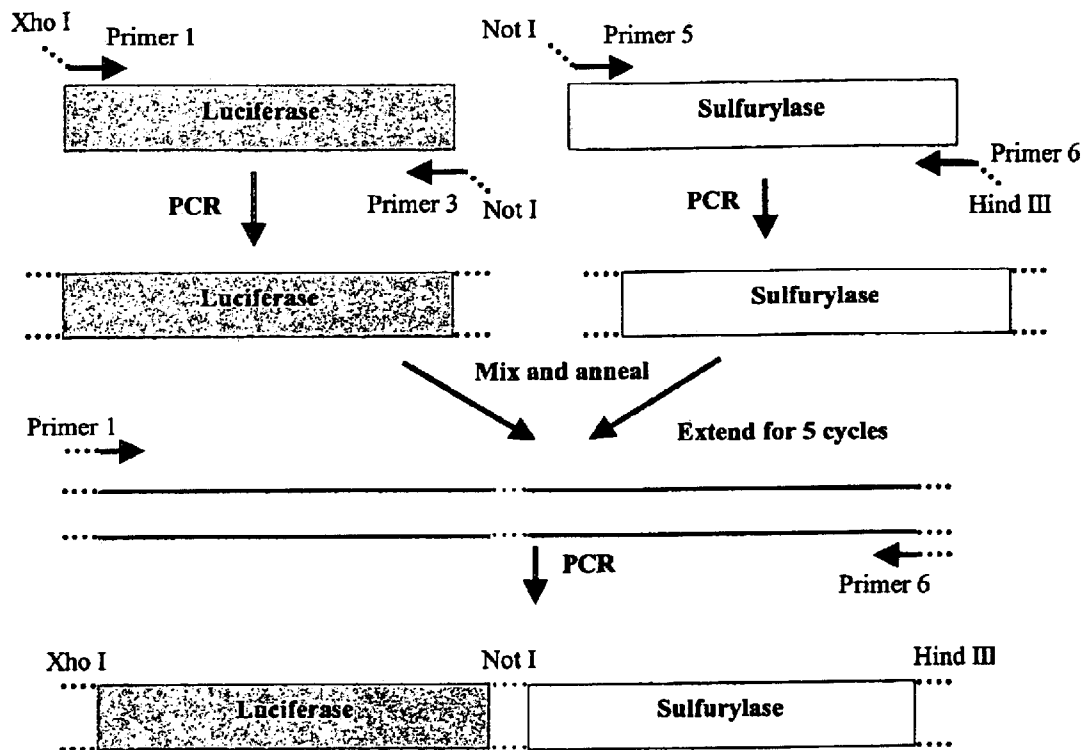 Xho I
Primer 1
Not I
Primer 5
Luciferase
Sulfurylase
Primer 3
Not I
Primer 6
Hind III
PCR
PCR
Luciferase
Sulfurylase
Mix and anneal
Primer 1
Extend for 5 cycles
PCR
Primer 6
Xho I
Not I
Hind III
Luciferase
Sulfurylase